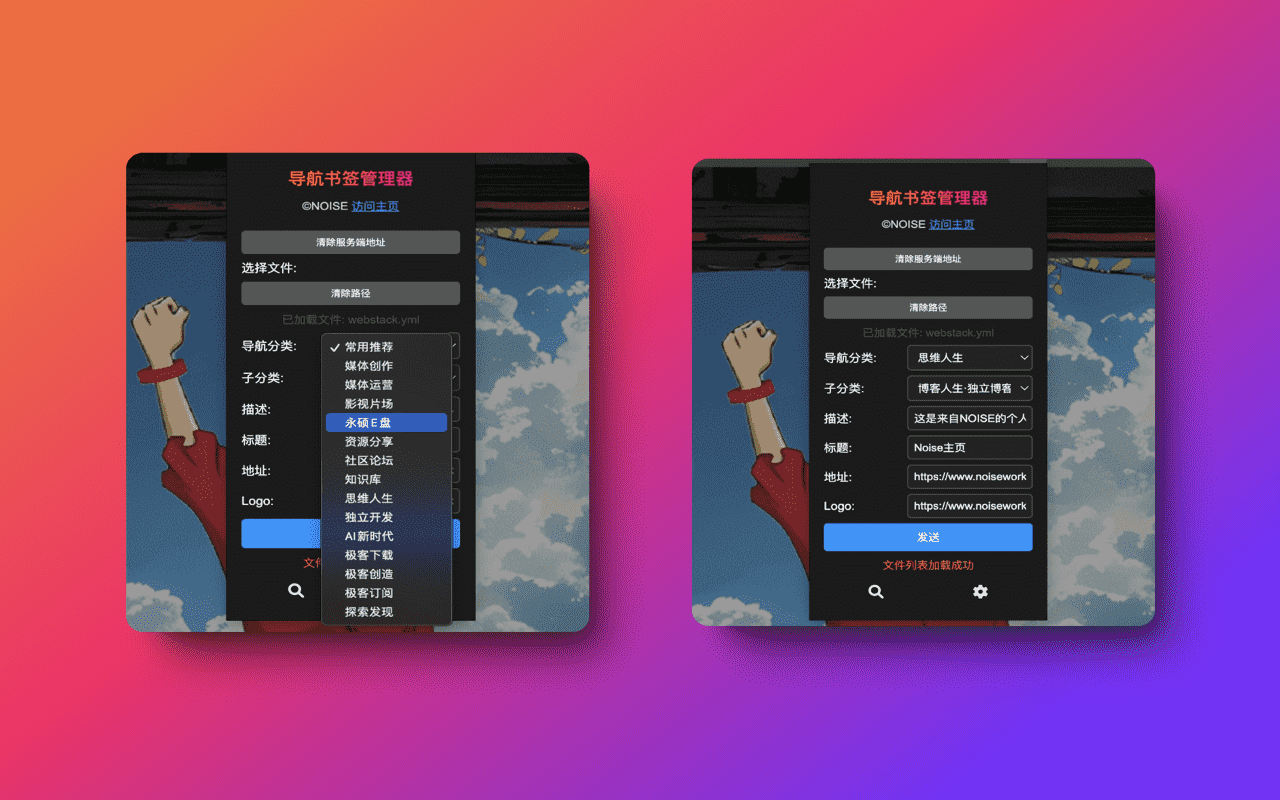 导航书签管理器
©NOISE 访问主页
清除服务端地址
选择文件:
清除路径
已加载文件: webstack.yml
导航分类:
✓ 常用推荐
媒体创作
子分类:
媒体运营
影视片场
描述:
永硕E盘
标题:
资源分享
社区论坛
地址:
知识库
思维人生
Logo:
独立开发
AI新时代
极客下载
文件
极客创造
极客订阅
探索发现
导航书签管理器
©NOISE 访问主页
清除服务端地址
选择文件:
清除路径
已加载文件: webstack.yml
导航分类: 思维人生
子分类: 博客人生·独立博客
描述: 这是来自NOISE的个人
标题: Noise主页
地址: https://www.noisework
Logo: https://www.noisework
发送
文件列表加载成功